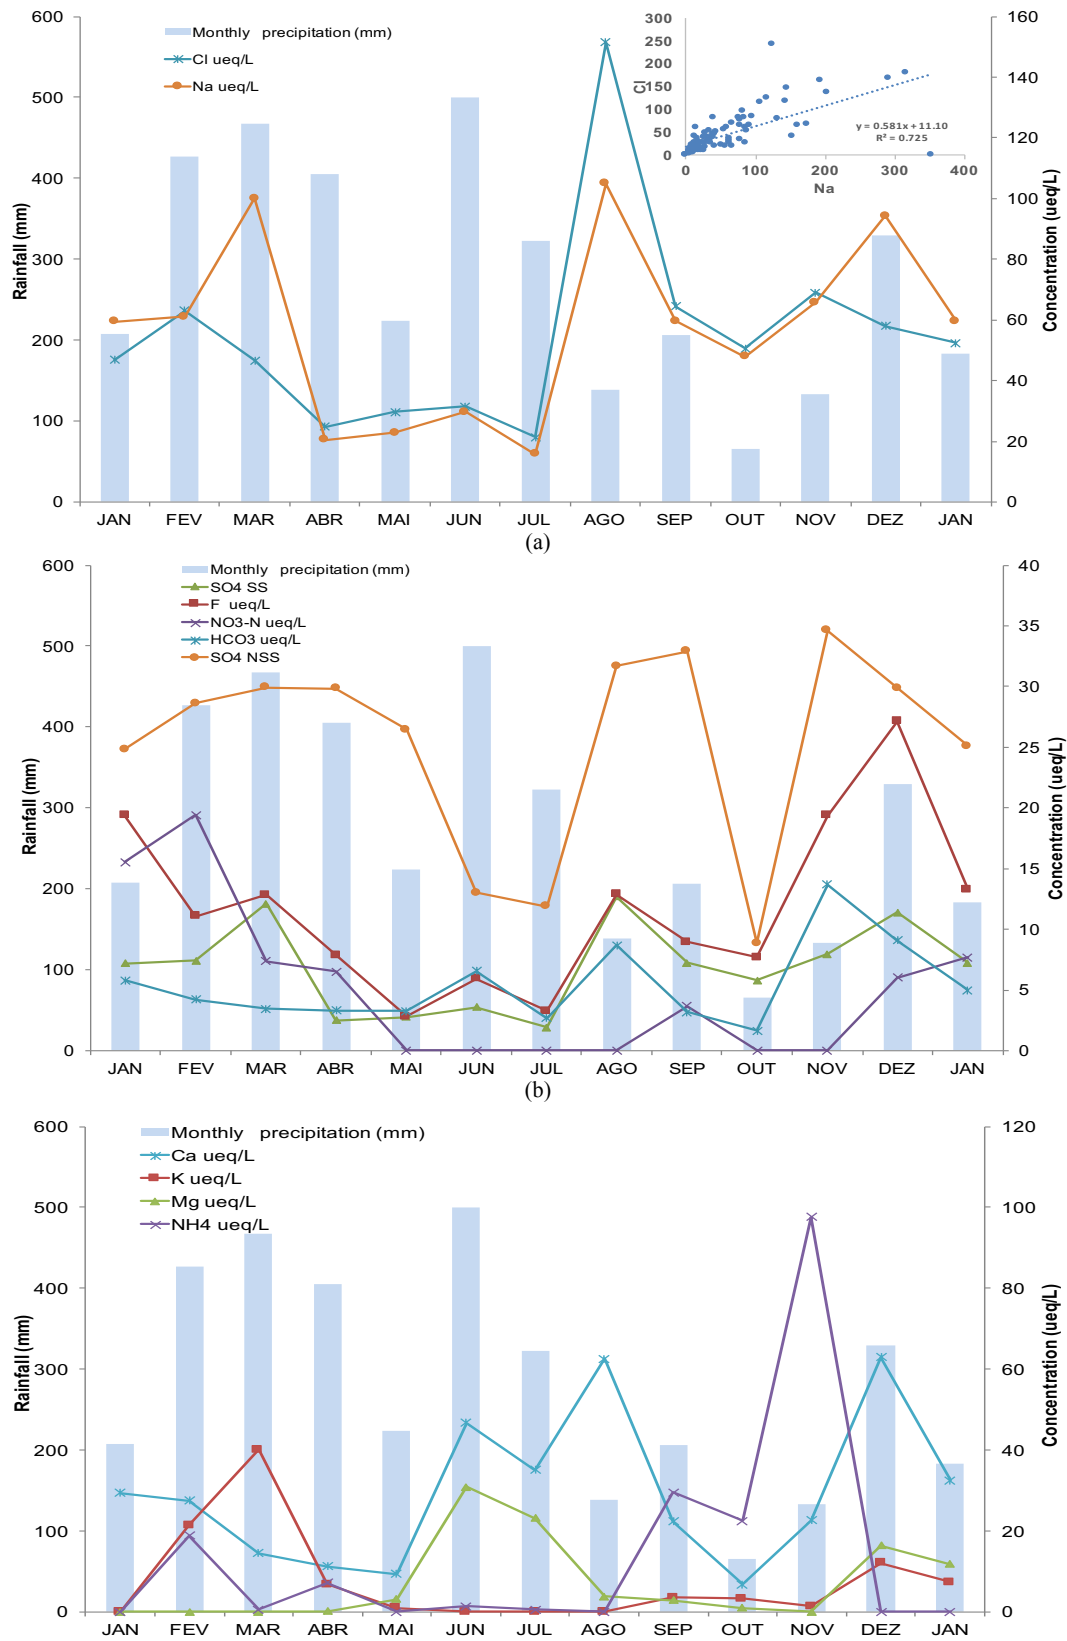 Monthly precipitation (mm)
Cl ueq/L
Na ueq/L
600
500
400
300
200
100
0
Rainfall (mm)
160
140
120
100
80
60
40
20
0
Concentration (ueq/L)
300
250
200
150
100
50
0
Cl
0 100 200 300 400
Na
y = 0.581x + 11.10
R² = 0.725
JAN FEV MAR ABR MAI JUN JUL AGO SEP OUT NOV DEZ JAN
(a)
Monthly precipitation (mm)
SO4 SS
F ueq/L
NO3-N ueq/L
HCO3 ueq/L
SO4 NSS
600
500
400
300
200
100
0
Rainfall (mm)
40
35
30
25
20
15
10
5
0
Concentration (ueq/L)
JAN FEV MAR ABR MAI JUN JUL AGO SEP OUT NOV DEZ JAN
(b)
Monthly precipitation (mm)
Ca ueq/L
K ueq/L
Mg ueq/L
NH4 ueq/L
600
500
400
300
200
100
0
Rainfall (mm)
120
100
80
60
40
20
0
Concentration (ueq/L)
JAN FEV MAR ABR MAI JUN JUL AGO SEP OUT NOV DEZ JAN